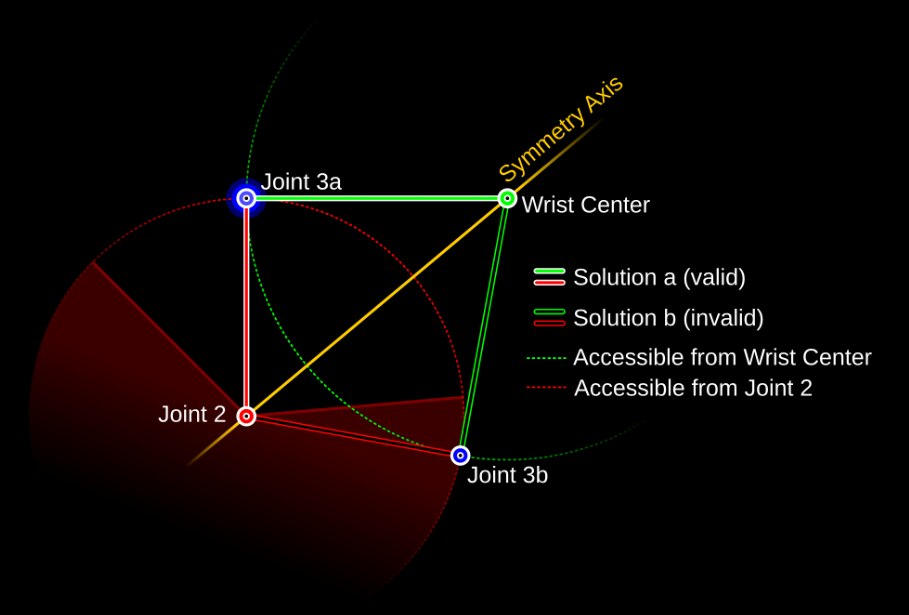 Symmetry Axis
Joint 3a
Wrist Center
Solution a (valid)
Solution b (invalid)
Accessible from Wrist Center
Accessible from Joint 2
Joint 2
Joint 3b